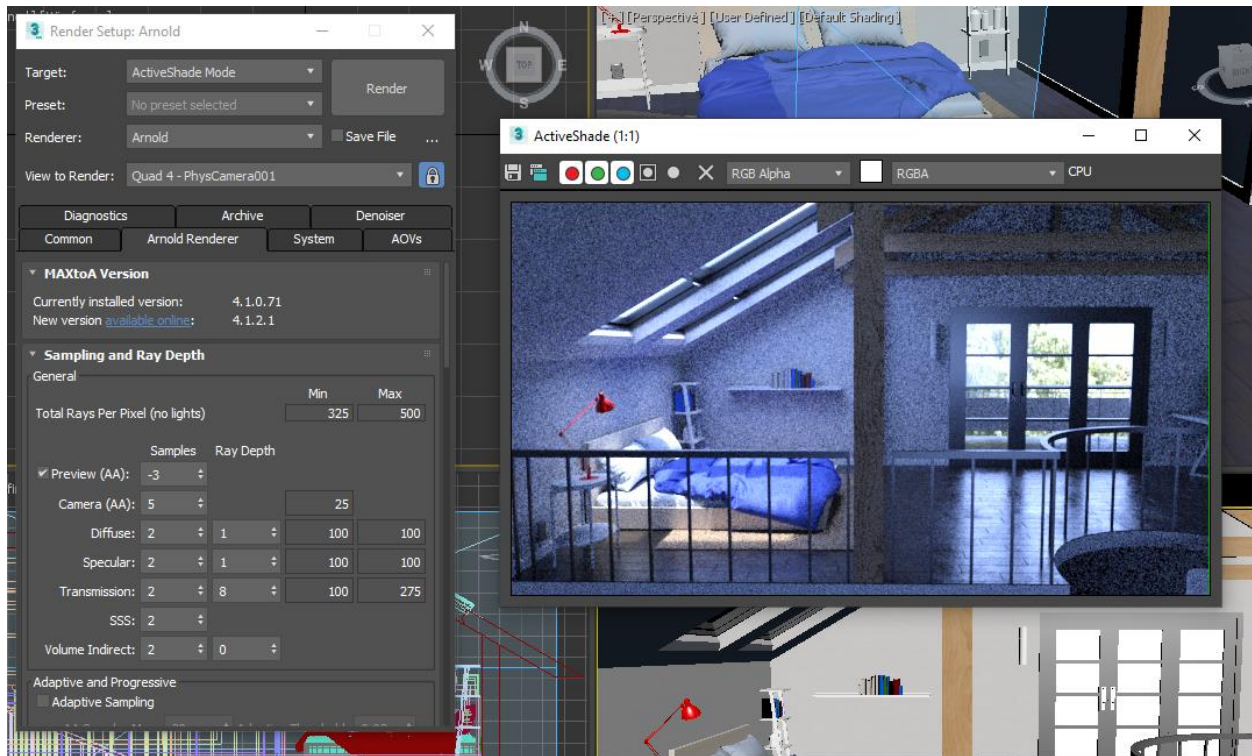 [+] [Perspective] [User Defined] [Default Shading]
Render Setup: Arnold
Target: ActiveShade Mode
Render
Preset: No preset selected
Renderer: Arnold Save File ...
View to Render: Quad 4 - PhysCamera001
Diagnostics Archive Denoiser
Common Arnold Renderer System AOVs
MAXtoA Version
Currently installed version: 4.1.0.71
New version available online: 4.1.2.1
Sampling and Ray Depth
General
Min Max
Total Rays Per Pixel (no lights) 325 500
Samples Ray Depth
Preview (AA): -3
Camera (AA): 5 25
Diffuse: 2 1 100 100
Specular: 2 1 100 100
Transmission: 2 8 100 275
SSS: 2
Volume Indirect: 2 0
Adaptive and Progressive
Adaptive Sampling
N
W TOP E
S
ActiveShade (1:1)
RGB Alpha RGBA CPU